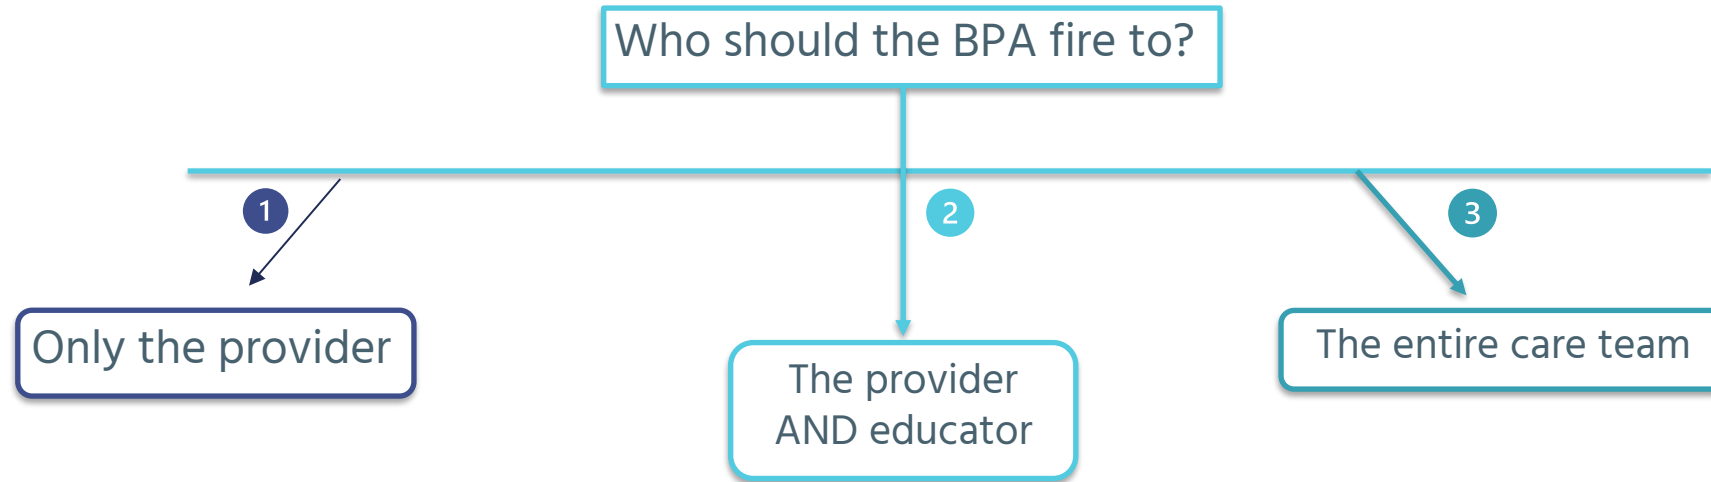 Who should the BPA fire to?
1
2
3
Only the provider
The provider
AND educator
The entire care team